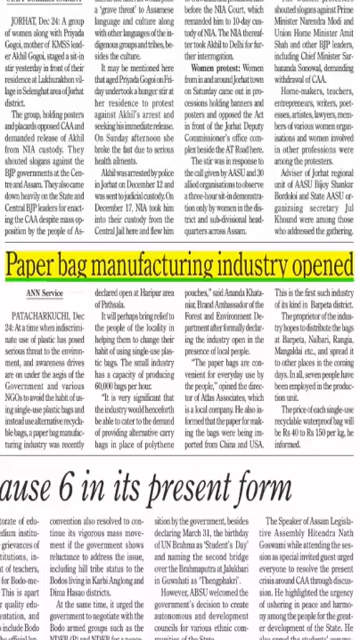 JORHAT, Dec 24: A group
of women along with Priyada
Gogoi, mother of KMSS lead-
er Akhil Gogoi, staged a sit-in
stir yesterday in front of their
residence at Lukhurakhon vil-
lage in Selenghat area of Jorhat
district.
The group, holding posters
and placards opposed CAA and
demanded release of Akhil
from NIA custody. They
shouted slogans against the
BJP governments at the Cen-
tre and Assam. They also came
down heavily on the State and
Central BJP leaders for enact-
ing the CAA despite mass op-
position by the people of As-
a 'grave threat' to Assamese
language and culture along
with other languages of the in-
digenous groups and tribes, be-
sides the culture.
It may be mentioned here
that aged Priyada Gogoi on Fri-
day undertook a hunger stir at
her residence to protest
against Akhil's arrest and
seeking his immediate release.
On Sunday afternoon she
broke the fast due to serious
health ailments.
Akhil was arrested by police
in Jorhat on December 12 and
was sent to judicial custody. On
December 17, NIA took him
into their custody from the
Central Jail here and flew him
before the NIA Court, which
remanded him to 10-day cus-
tody of NIA. The NIA thereaf-
ter took Akhil to Delhi for fur-
ther interrogation.
Women protest: Women
from in and around Jorhat town
on Saturday came out in pro-
cessions holding banners and
posters and opposed the Act
in front of the Jorhat Deputy
Commissioner's office com-
plex beside the AT Road here.
The stir was in response to
the call given by AASU and 30
allied organisations to observe
a three-hour sit-in demonstra-
tion only by women in the dis-
trict and sub-divisional head-
quarters across Assam.
shouted slogans against Prime
Minister Narendra Modi and
Union Home Minister Amit
Shah and other BJP leaders,
including Chief Minister Sar-
bananda Sonowal, demanding
withdrawal of CAA.
Home-makers, teachers,
entrepreneurs, writers, poet-
esses, artistes, lawyers, mem-
bers of various women organ-
isations and women involved
in other professions were
among the protesters.
Adviser of Jorhat regional
unit of AASU Bijoy Shankar
Bordoloi and State AASU or-
ganising secretary Jul
Khound were among those
who addressed the gathering.
Paper bag manufacturing industry opened
ANN Service
PATACHARKUCHI, Dec
24: At a time when indiscrimi-
nate use of plastic has posed
serious threat to the environ-
ment, and awareness drives
are on under the aegis of the
Government and various
NGOs to avoid the habit of us-
ing single-use plastic bags and
instead use alternative recycla-
ble bags, a paper bag manufac-
turing industry was recently
declared open at Haripur area
of Pathsala.
It will perhaps bring relief to
the people of the locality in
helping them to change their
habit of using single-use plas-
tic bags. The small industry
has a capacity of producing
60,000 bags per hour.
"It is very significant that
the industry would henceforth
be able to cater to the demand
of providing alternative carry
bags in place of polythene
pouches," said Ananda Khata-
niar, Brand Ambassador of the
Forest and Environment De-
partment after formally declar-
ing the industry open in the
presence of local people.
"The paper bags are con-
venient for everyday use by
the people," opined the direc-
tor of Atlas Associates, which
is a local company. He also in-
formed that the paper for mak-
ing the bags were being im-
ported from China and USA.
This is the first such industry
of its kind in Barpeta district.
The proprietor of the indus-
try hopes to distribute the bags
at Barpeta, Nalbari, Rangia,
Mangaldai etc., and spread it
to other places in the coming
days. In all, seven people have
been employed in the produc-
tion unit.
The price of each single-use
recyclable waterproof bag will
be Rs 40 to Rs 150 per kg, he
informed.
ause 6 in its present form
torate of edu-
edium institu-
grievances of
titutions, in-
t of teachers,
for Bodo-me-
This is apart
r quality edu-
entation, and
convention also resolved to con-
tinue its vigorous mass move-
ment if the government shows
reluctance to address the issue,
including hill tribe status to the
Bodos living in Karbi Anglong and
Dima Hasao districts.
At the same time, it urged the
government to negotiate with the
Bodo armed groups such as the
sition by the government, besides
declaring March 31, the birthday
of UN Brahma as 'Student's Day'
and naming the second bridge
over the Brahmaputra at Jalukbari
in Guwahati as 'Thengphakri'.
However, ABSU welcomed the
government's decision to create
autonomous and development
councils for various ethnic com-
munities of the State.
The Speaker of Assam Legisla-
tive Assembly Hitendra Nath
Goswami while attending the ses-
sion as special invited guest urged
everyone to resolve the present
crisis around CAA through discus-
sion. He highlighted the urgency
of ushering in peace and harmo-
ny among the people for the great-